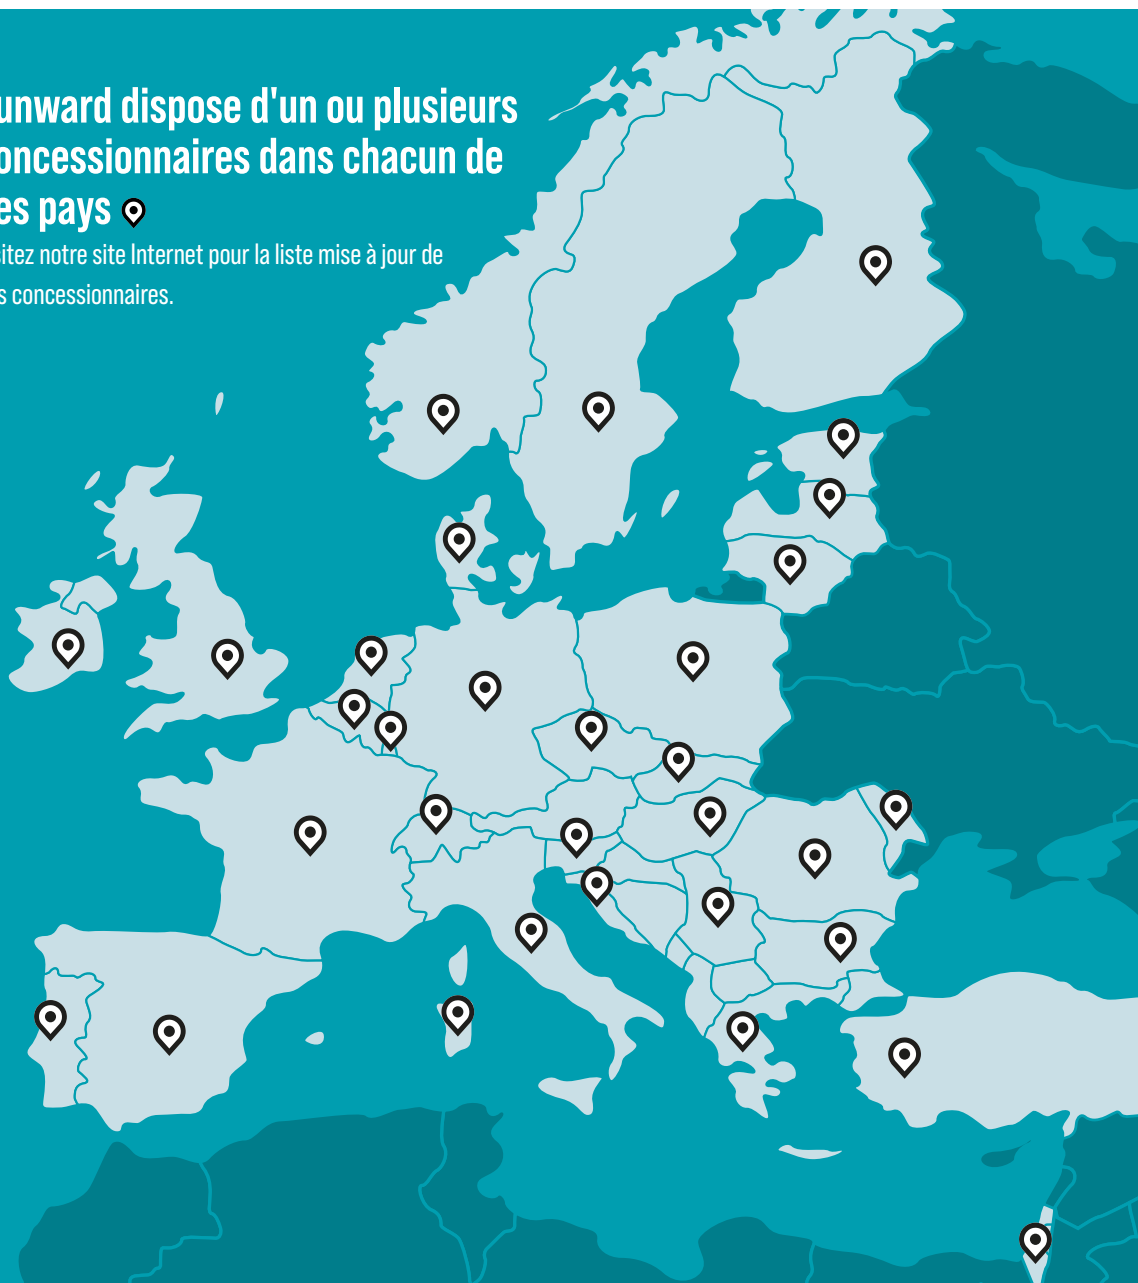 unward dispose d'un ou plusieurs
oncessionnaires dans chacun de
es pays
sitez notre site Internet pour la liste mise à jour de
s concessionnaires.